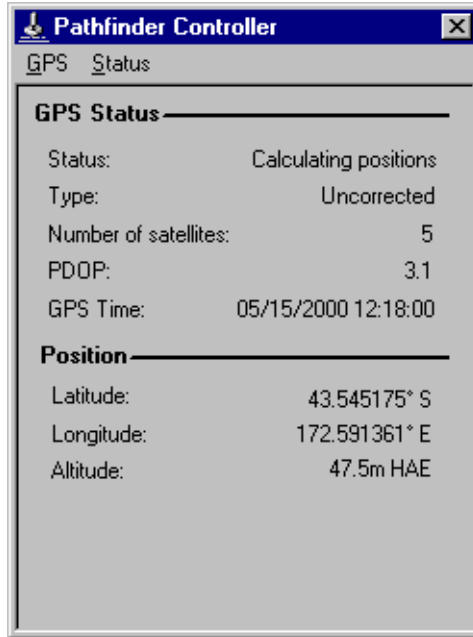 Pathfinder Controller
GPS Status
GPS Status
Status: Calculating positions
Type: Uncorrected
Number of satellites: 5
PDOP: 3.1
GPS Time: 05/15/2000 12:18:00
Position
Latitude: 43.545175° S
Longitude: 172.591361° E
Altitude: 47.5m HAE